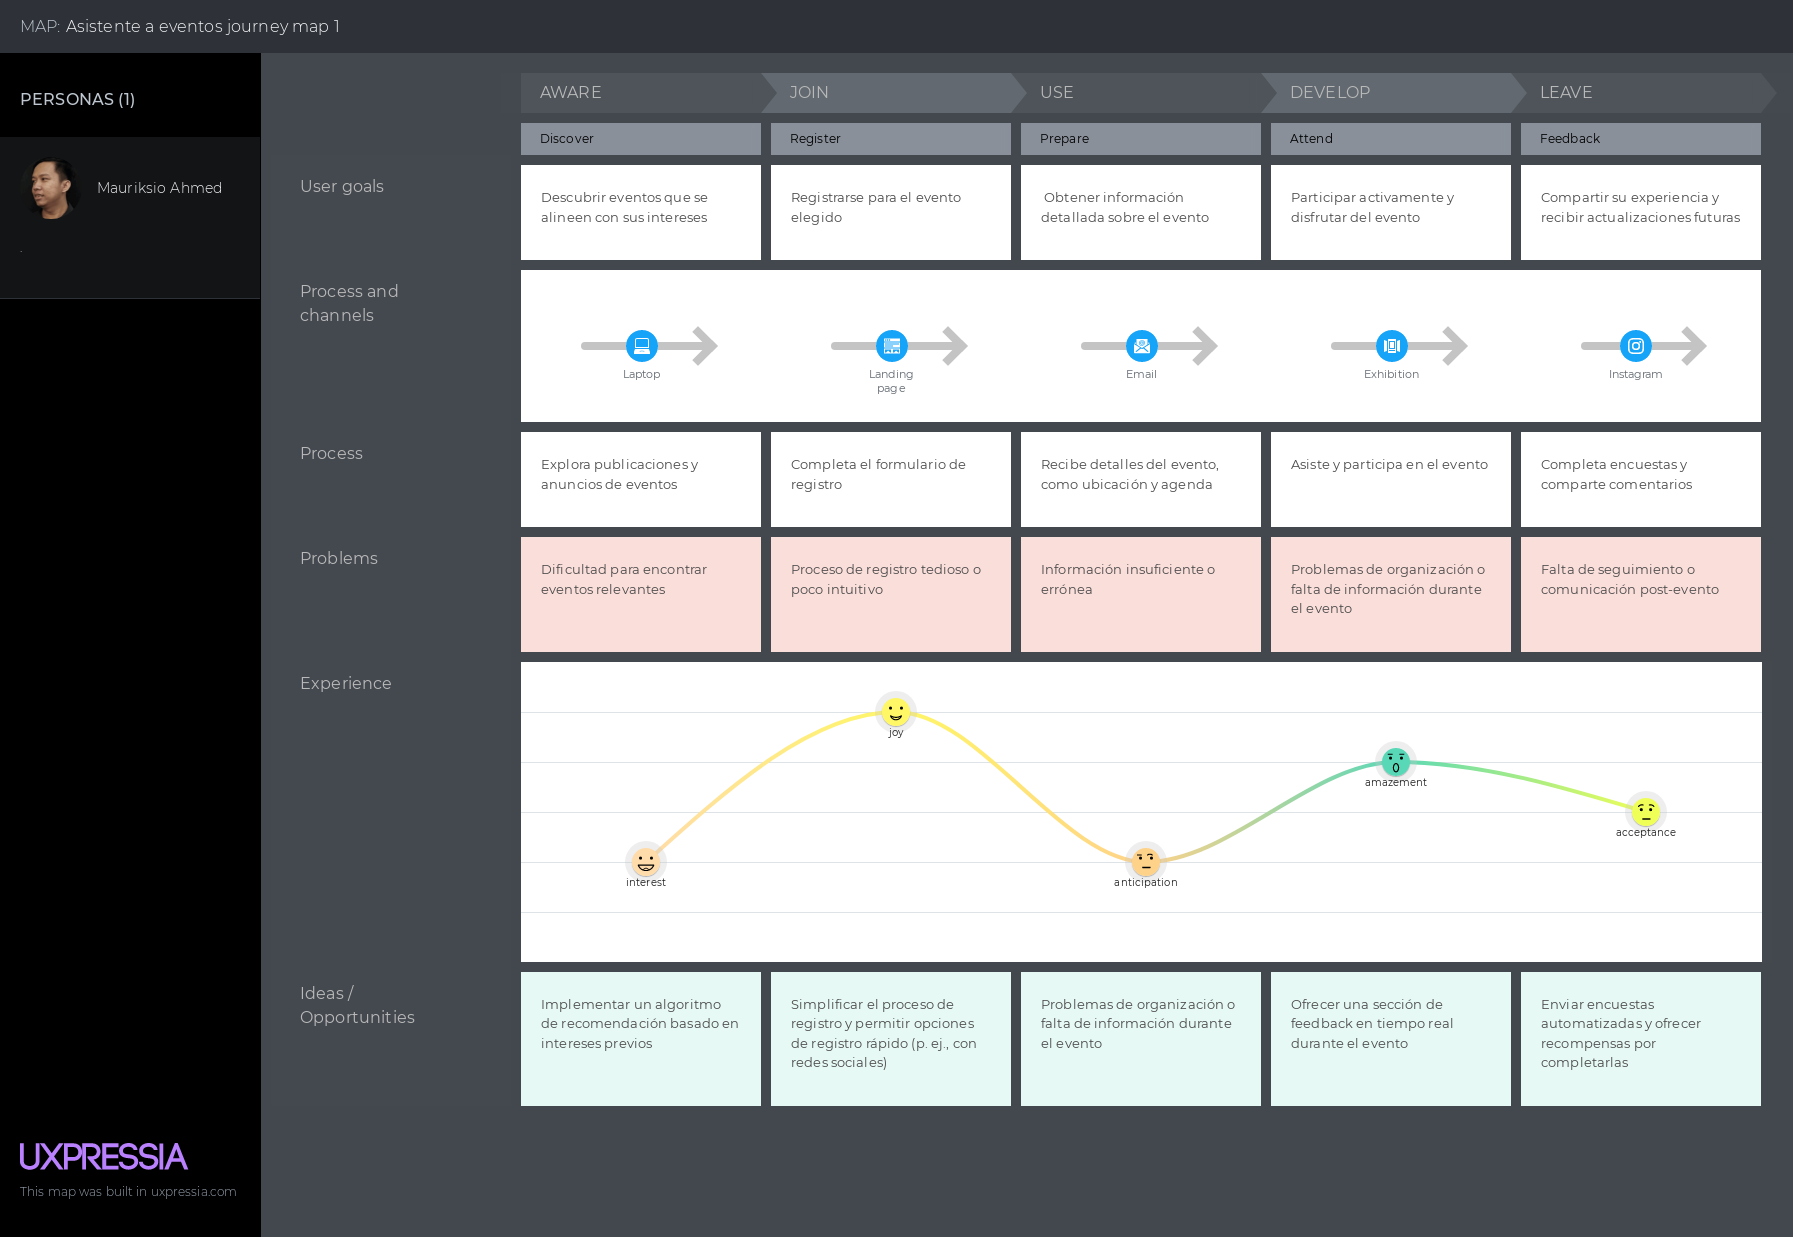 MAP: Asistente a eventos journey map 1
PERSONAS (1)
Mauriksio Ahmed
-
AWARE
JOIN
USE
DEVELOP
LEAVE
Discover
Register
Prepare
Attend
Feedback
User goals
Descubrir eventos que se
alineen con sus intereses
Registrarse para el evento
elegido
Obtener información
detallada sobre el evento
Participar activamente y
disfrutar del evento
Compartir su experiencia y
recibir actualizaciones futuras
Process and
channels
Laptop
Landing
page
Email
Exhibition
Instagram
Process
Explora publicaciones y
anuncios de eventos
Completa el formulario de
registro
Recibe detalles del evento,
como ubicación y agenda
Asiste y participa en el evento
Completa encuestas y
comparte comentarios
Problems
Dificultad para encontrar
eventos relevantes
Proceso de registro tedioso o
poco intuitivo
Información insuficiente o
errónea
Problemas de organización o
falta de información durante
el evento
Falta de seguimiento o
comunicación post-evento
Experience
interest
joy
anticipation
amazement
acceptance
Ideas /
Opportunities
Implementar un algoritmo
de recomendación basado en
intereses previos
Simplificar el proceso de
registro y permitir opciones
de registro rápido (p. ej., con
redes sociales)
Problemas de organización o
falta de información durante
el evento
Ofrecer una sección de
feedback en tiempo real
durante el evento
Enviar encuestas
automatizadas y ofrecer
recompensas por
completarlas
UXPRESSIA
This map was built in uxpressia.com